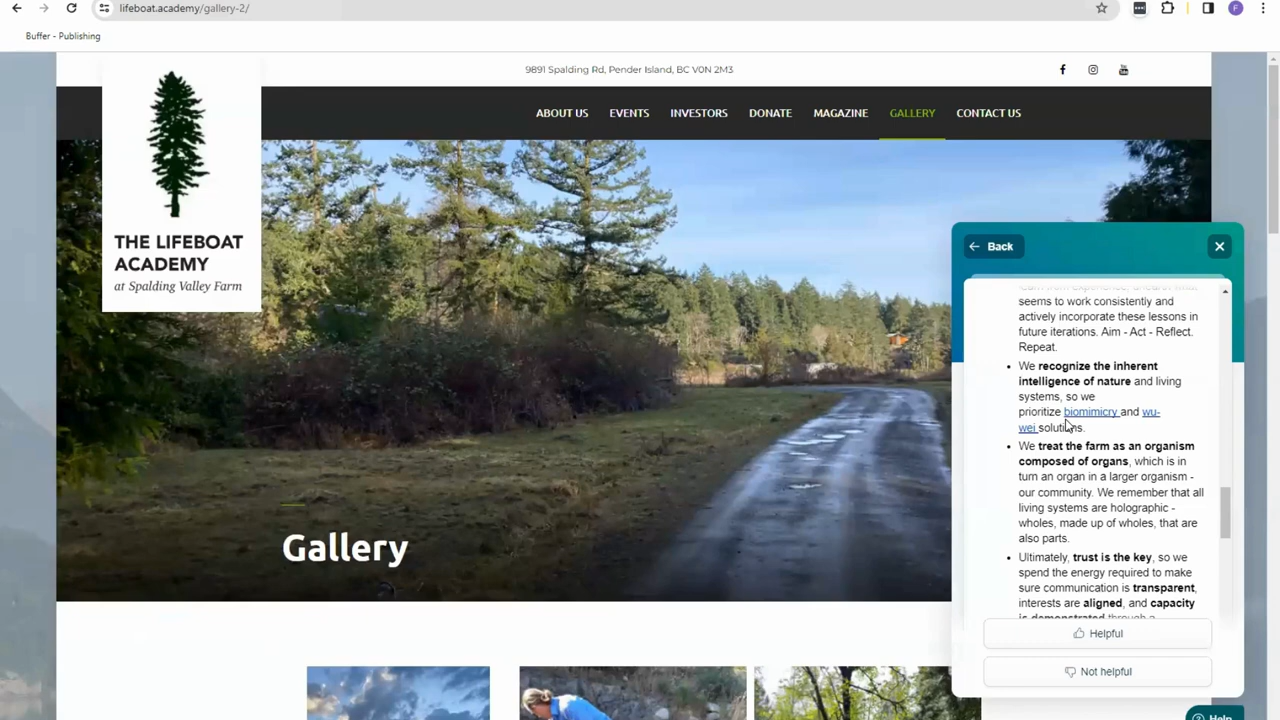 lifeboat.academy/gallery-2/
F
Buffer - Publishing
9891 Spalding Rd, Pender Island, BC V0N 2M3
ABOUT US EVENTS INVESTORS DONATE MAGAZINE GALLERY CONTACT US
THE LIFEBOAT
ACADEMY
at Spalding Valley Farm
Gallery
Back
seems to work consistently and
actively incorporate these lessons in
future iterations. Aim - Act - Reflect.
Repeat.
We recognize the inherent
intelligence of nature and living
systems, so we
prioritize biomimicry and wu-
wei solutions.
We treat the farm as an organism
composed of organs, which is in
turn an organ in a larger organism -
our community. We remember that all
living systems are holographic -
wholes, made up of wholes, that are
also parts.
Ultimately, trust is the key, so we
spend the energy required to make
sure communication is transparent,
interests are aligned, and capacity
is demonstrated through a
Helpful
Not helpful
Help